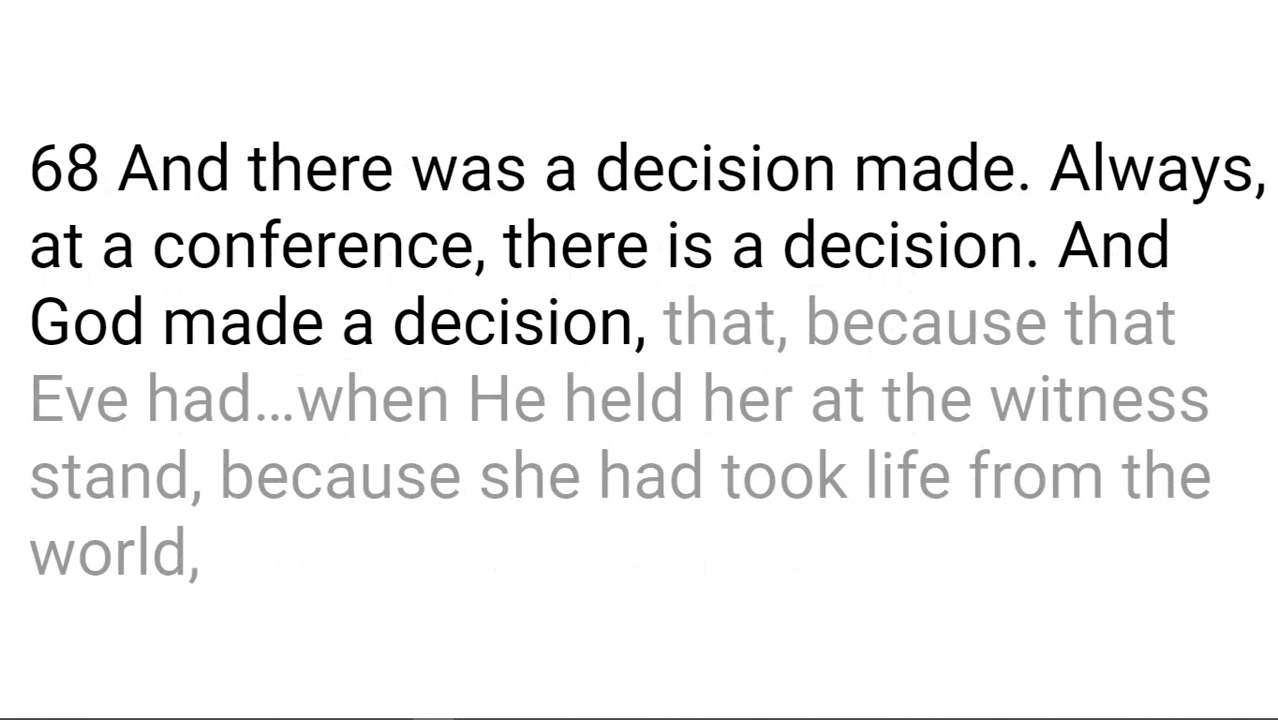 68 And there was a decision made. Always,
at a conference, there is a decision. And
God made a decision, that, because that
Eve had…when He held her at the witness
stand, because she had took life from the
world,